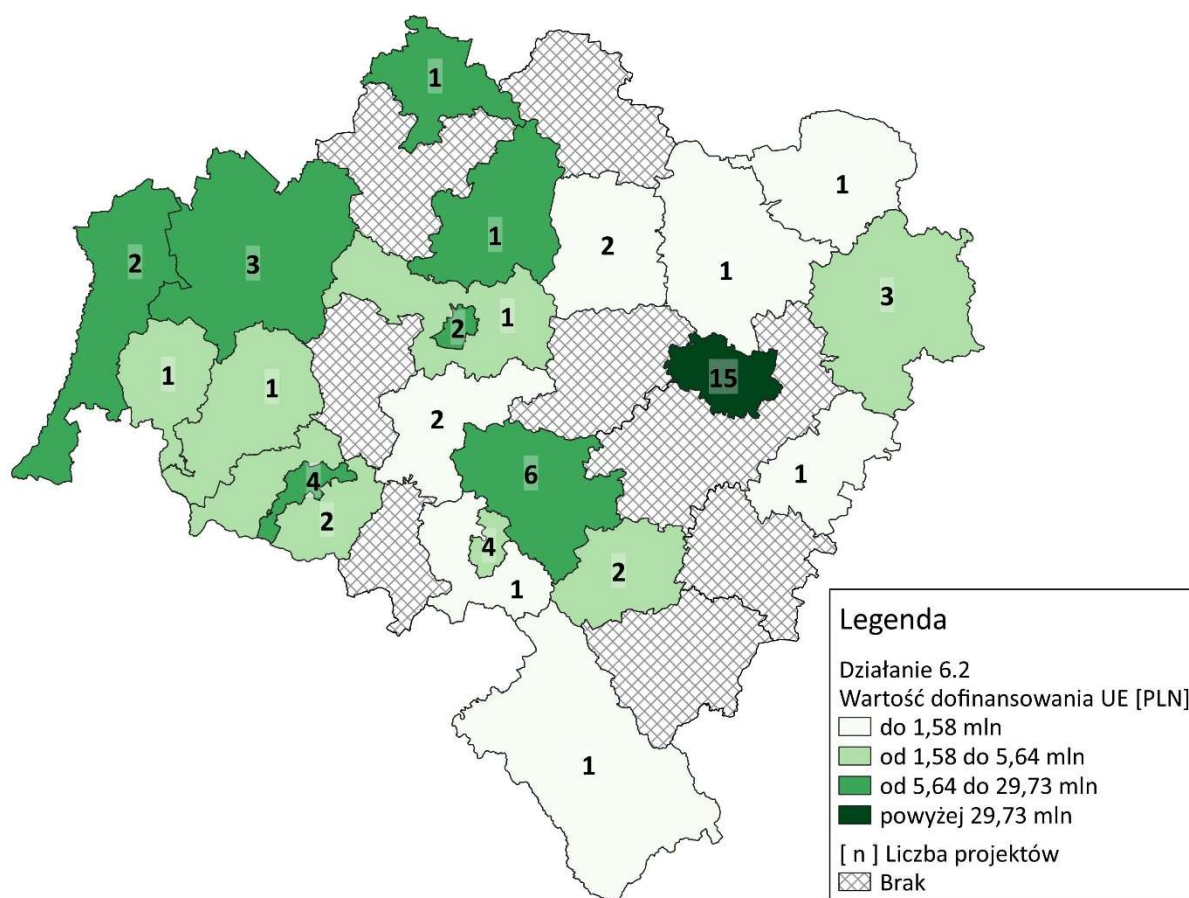 1
1
2
3
1
2
1
3
2
1
1
1
15
2
6
1
4
2
4
2
1
1
Legenda
Działanie 6.2
Wartość dofinansowania UE [PLN]
do 1,58 mln
od 1,58 do 5,64 mln
od 5,64 do 29,73 mln
powyżej 29,73 mln
[ n ] Liczba projektów
Brak